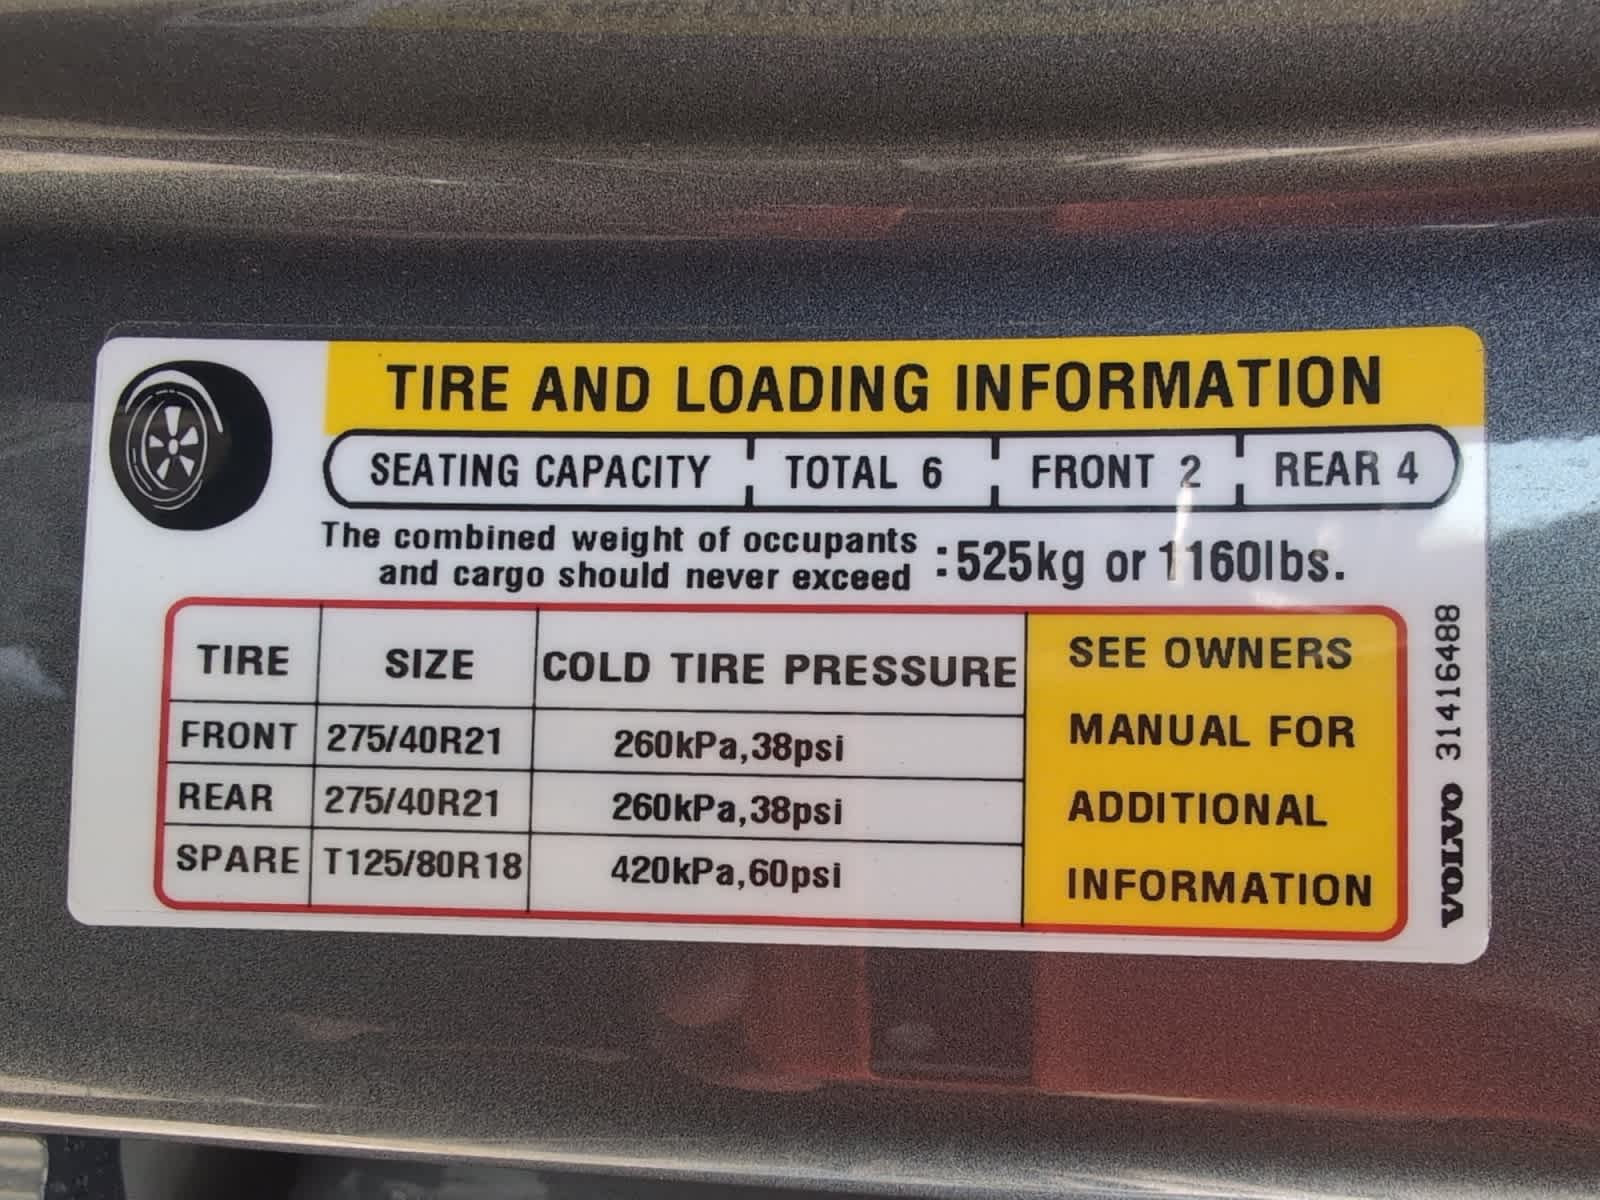 TIRE AND LOADING INFORMATION
SEATING CAPACITY TOTAL 6 FRONT 2 REAR 4
The combined weight of occupants
and cargo should never exceed :525kg or 1160lbs.
TIRE SIZE COLD TIRE PRESSURE
FRONT 275/40R21 260kPa,38psi
REAR 275/40R21 260kPa,38psi
SPARE T125/80R18 420kPa,60psi
SEE OWNERS
MANUAL FOR
ADDITIONAL
INFORMATION
VOLVO 31416488